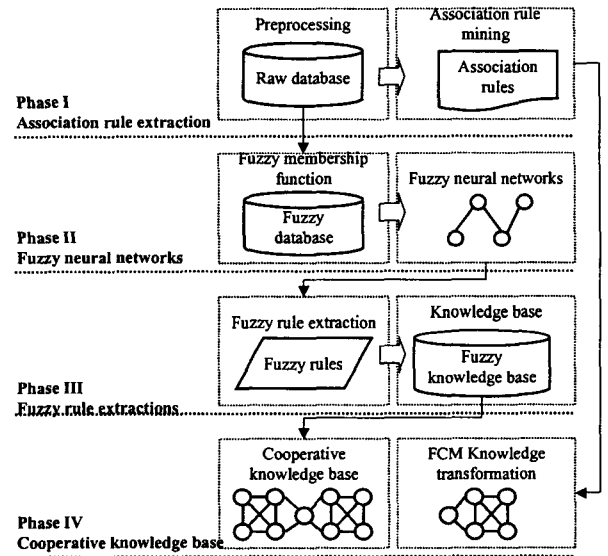 Preprocessing
Raw database
Association rule
mining
Association
rules
Phase I
Association rule extraction
Fuzzy membership
function
Fuzzy
database
Fuzzy neural networks
Phase II
Fuzzy neural networks
Fuzzy rule extraction
Fuzzy rules
Knowledge base
Fuzzy
knowledge base
Phase III
Fuzzy rule extractions
Cooperative
knowledge base
FCM Knowledge
transformation
Phase IV
Cooperative knowledge base